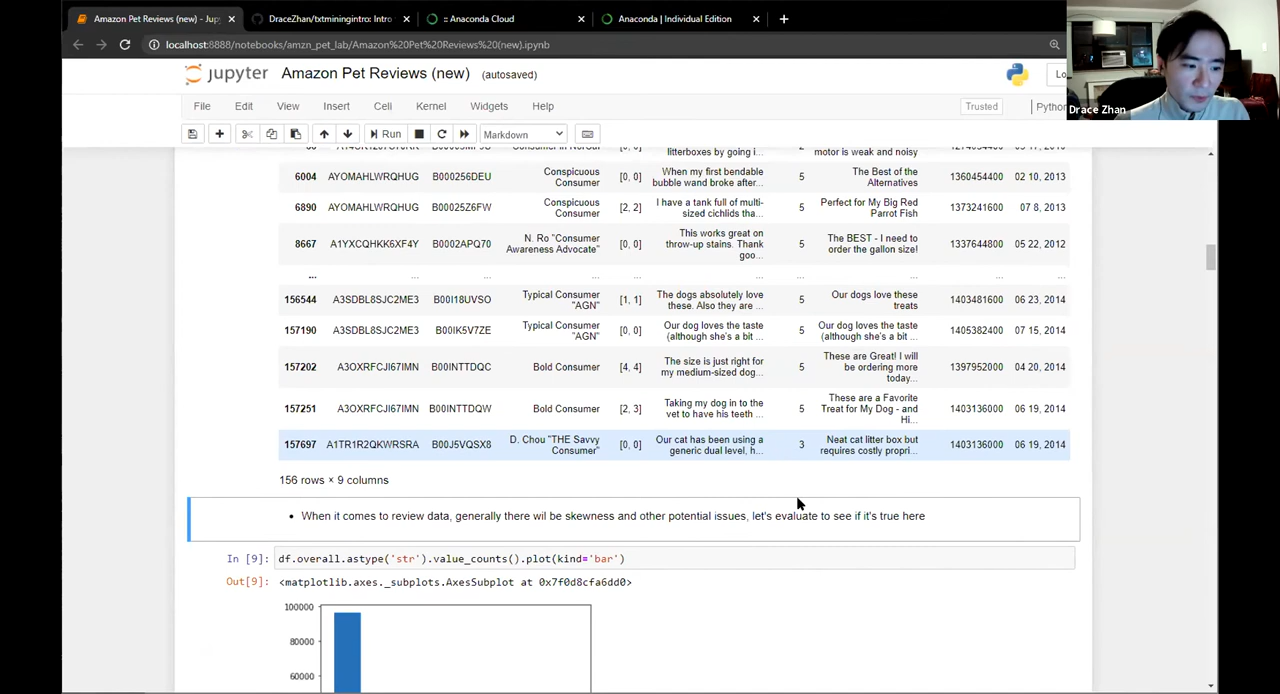 Amazon Pet Reviews (new) - Jup
DraceZhan/txtminingintro: Intro
:: Anaconda Cloud
Anaconda | Individual Edition
localhost:8888/notebooks/amzn_pet_lab/Amazon%20Pet%20Reviews%20(new).ipynb
jupyter Amazon Pet Reviews (new) (autosaved)
Lo
Drace Zhan
File Edit View Insert Cell Kernel Widgets Help
Trusted
Python
Run
Markdown
litterboxes by going i...
motor is weak and noisy
6004 AYOMAHLWRQHUG B000256DEU Conspicuous Consumer [0, 0] When my first bendable bubble wand broke after... 5 The Best of the Alternatives 1360454400 02 10, 2013
6890 AYOMAHLWRQHUG B00025Z6FW Conspicuous Consumer [2, 2] I have a tank full of multi-sized cichlids tha... 5 Perfect for My Big Red Parrot Fish 1373241600 07 8, 2013
8667 A1YXCQHKK6XF4Y B0002APQ70 N. Ro "Consumer Awareness Advocate" [0, 0] This works great on throw-up stains. Thank goo... 5 The BEST - I need to order the gallon size! 1337644800 05 22, 2012
... ... ... ... ... ... ... ... ... ...
156544 A3SDBL8SJC2ME3 B00I18UVSO Typical Consumer "AGN" [1, 1] The dogs absolutely love these. Also they are ... 5 Our dogs love these treats 1403481600 06 23, 2014
157190 A3SDBL8SJC2ME3 B00IK5V7ZE Typical Consumer "AGN" [0, 0] Our dog loves the taste (although she's a bit ... 5 Our dog loves the taste (although she's a bit ... 1405382400 07 15, 2014
157202 A3OXRFCJI67IMN B00INTTDQC Bold Consumer [4, 4] The size is just right for my medium-sized dog... 5 These are Great! I will be ordering more today... 1397952000 04 20, 2014
157251 A3OXRFCJI67IMN B00INTTDQW Bold Consumer [2, 3] Taking my dog in to the vet to have his teeth ... 5 These are a Favorite Treat for My Dog - and Hi... 1403136000 06 19, 2014
157697 A1TR1R2QKWRSRA B00J5VQSX8 D. Chou "THE Savvy Consumer" [0, 0] Our cat has been using a generic dual level, h... 3 Neat cat litter box but requires costly propri... 1403136000 06 19, 2014
156 rows × 9 columns
• When it comes to review data, generally there wil be skewness and other potential issues, let's evaluate to see if it's true here
In [9]: df.overall.astype('str').value_counts().plot(kind='bar')
Out[9]: <matplotlib.axes._subplots.AxesSubplot at 0x7f0d8cfa6dd0>
100000
80000
60000